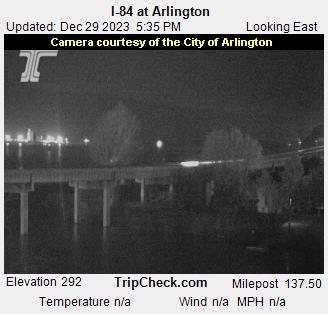 I-84 at Arlington
Updated: Dec 29 2023 5:35 PM Looking East
Camera courtesy of the City of Arlington
Elevation 292 TripCheck.com Milepost 137.50
Temperature n/a Wind n/a MPH n/a